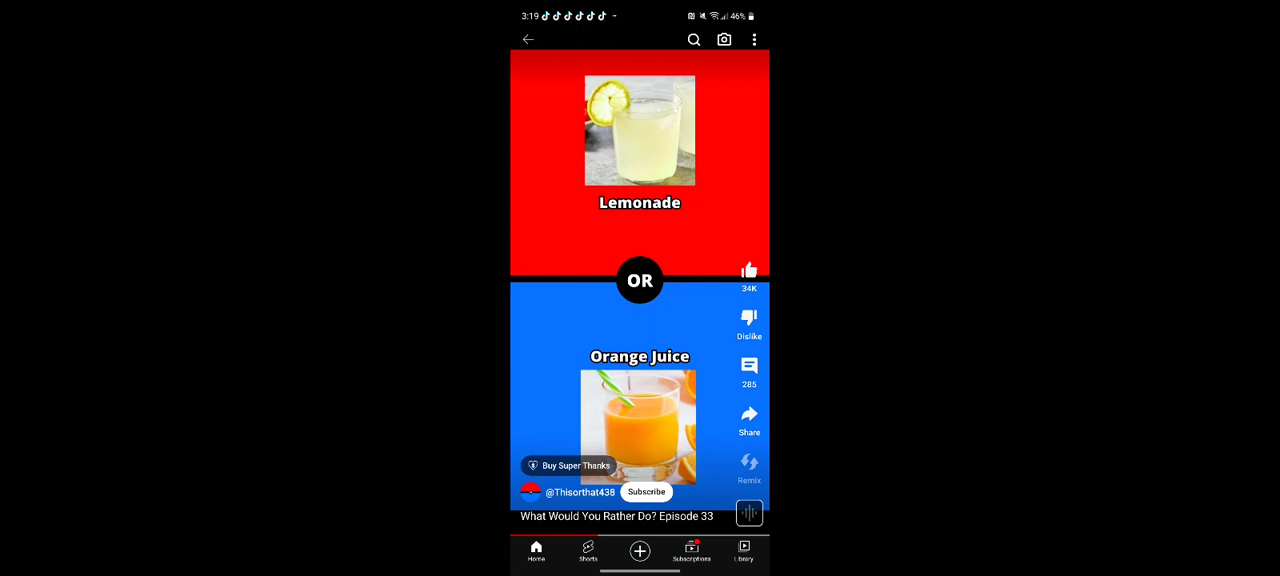 3:19
46%
Lemonade
OR
34K
Orange Juice
Dislike
285
Share
Buy Super Thanks
Remix
@Thisorthat438
Subscribe
What Would You Rather Do? Episode 33
Home
Shorts
Subscriptions
Library